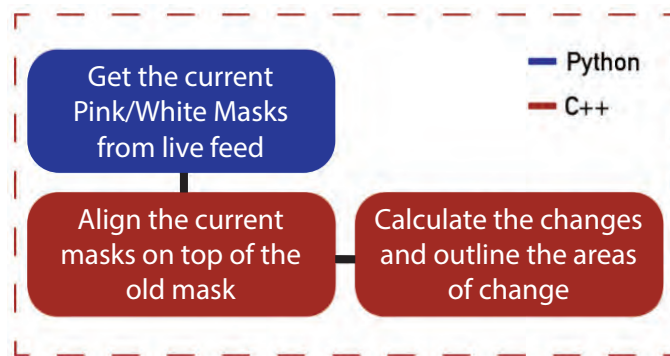 Get the current
Pink/White Masks
from live feed
Python
C++
Align the current
masks on top of the
old mask
Calculate the changes
and outline the areas
of change